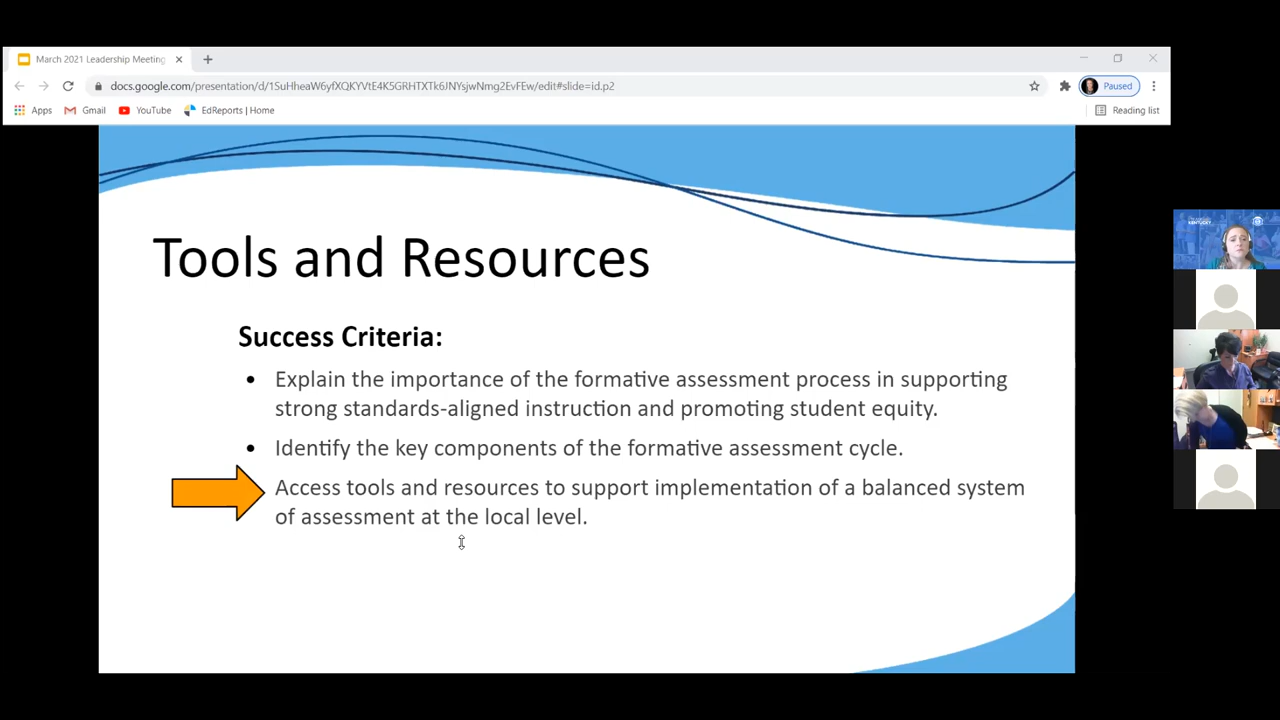 March 2021 Leadership Meeting
docs.google.com/presentation/d/1SuHheaW6yfXQKYVtE4K5GRHTXTk6JNYsjwNmg2EvFEw/edit#slide=id.p2
Paused
Apps Gmail YouTube EdReports | Home Reading list
Tools and Resources
Success Criteria:
• Explain the importance of the formative assessment process in supporting
strong standards-aligned instruction and promoting student equity.
• Identify the key components of the formative assessment cycle.
Access tools and resources to support implementation of a balanced system
of assessment at the local level.
KENTUCKY